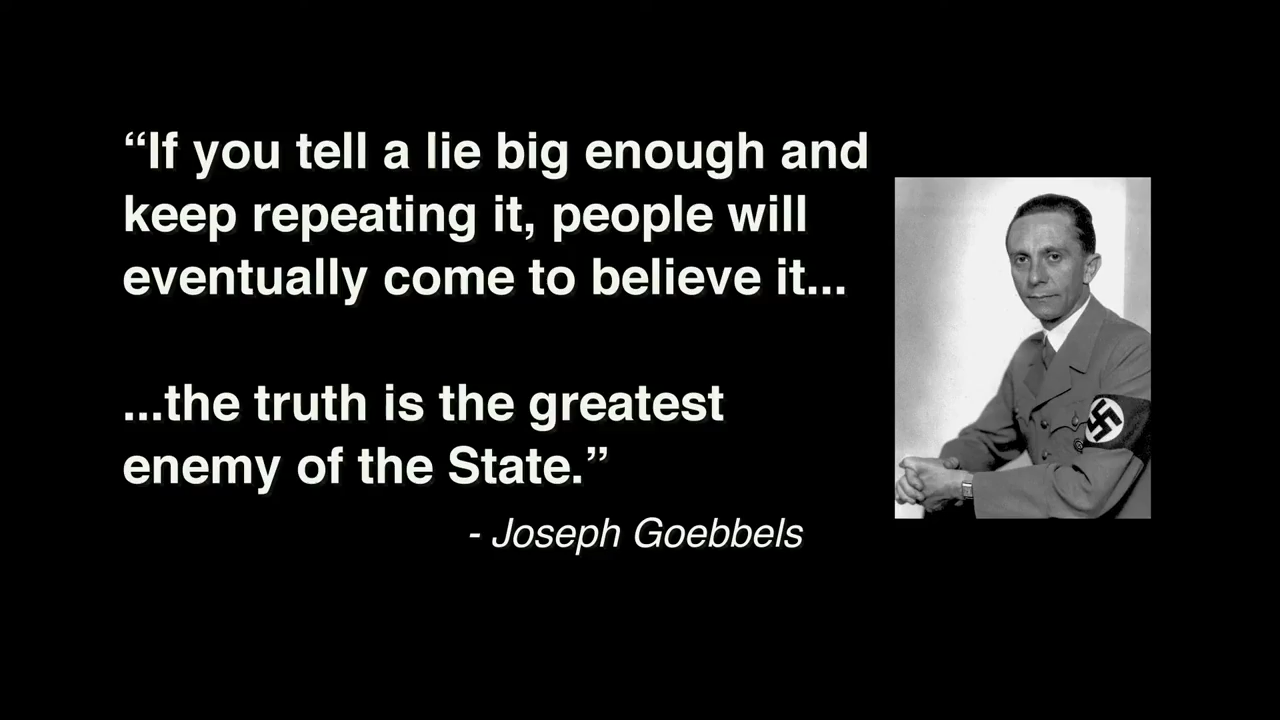 “If you tell a lie big enough and
keep repeating it, people will
eventually come to believe it...
...the truth is the greatest
enemy of the State.”
- Joseph Goebbels